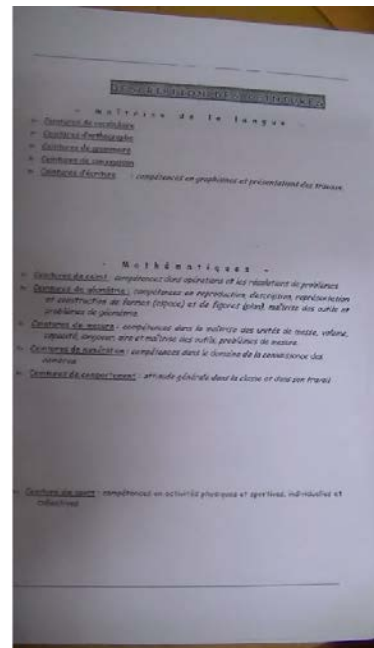 DESCRIPTION DES CEINTURES
- maîtrise de la langue -
Ceintures de vocabulaire
Ceintures d'orthographe
Ceintures de grammaire
Ceintures de conjugaison
Ceintures d'écriture : compétences en graphisme et présentation des travaux
- Mathématiques -
Ceintures de calcul : compétences dans opérations et les résolutions de problèmes
Ceintures de géométrie : compétences en reproduction, description, représentation
et construction de formes (espace) et de figures (plan), maîtrise des outils et
problèmes de géométrie.
Ceintures de mesure : compétences dans la maîtrise des unités de masse, volume,
capacité, longueur, aire et maîtrise des outils, problèmes de mesure.
Ceintures de numération : compétences dans le domaine de la connaissance des
nombres
Ceintures de comportement : attitude générale dans la classe et dans son travail
Ceinture de sport : compétences en activités physiques et sportives, individuelles et
collectives